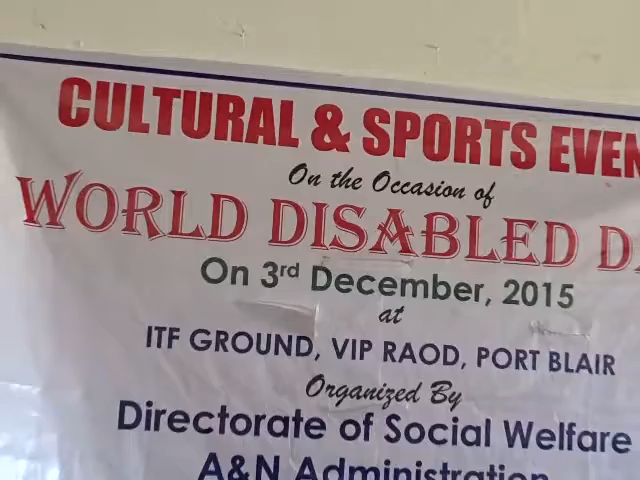 CULTURAL & SPORTS EVEN
On the Occasion of
WORLD DISABLED DA
On 3rd December, 2015
at
ITF GROUND, VIP RAOD, PORT BLAIR
Organized By
Directorate of Social Welfare
A&N Administration